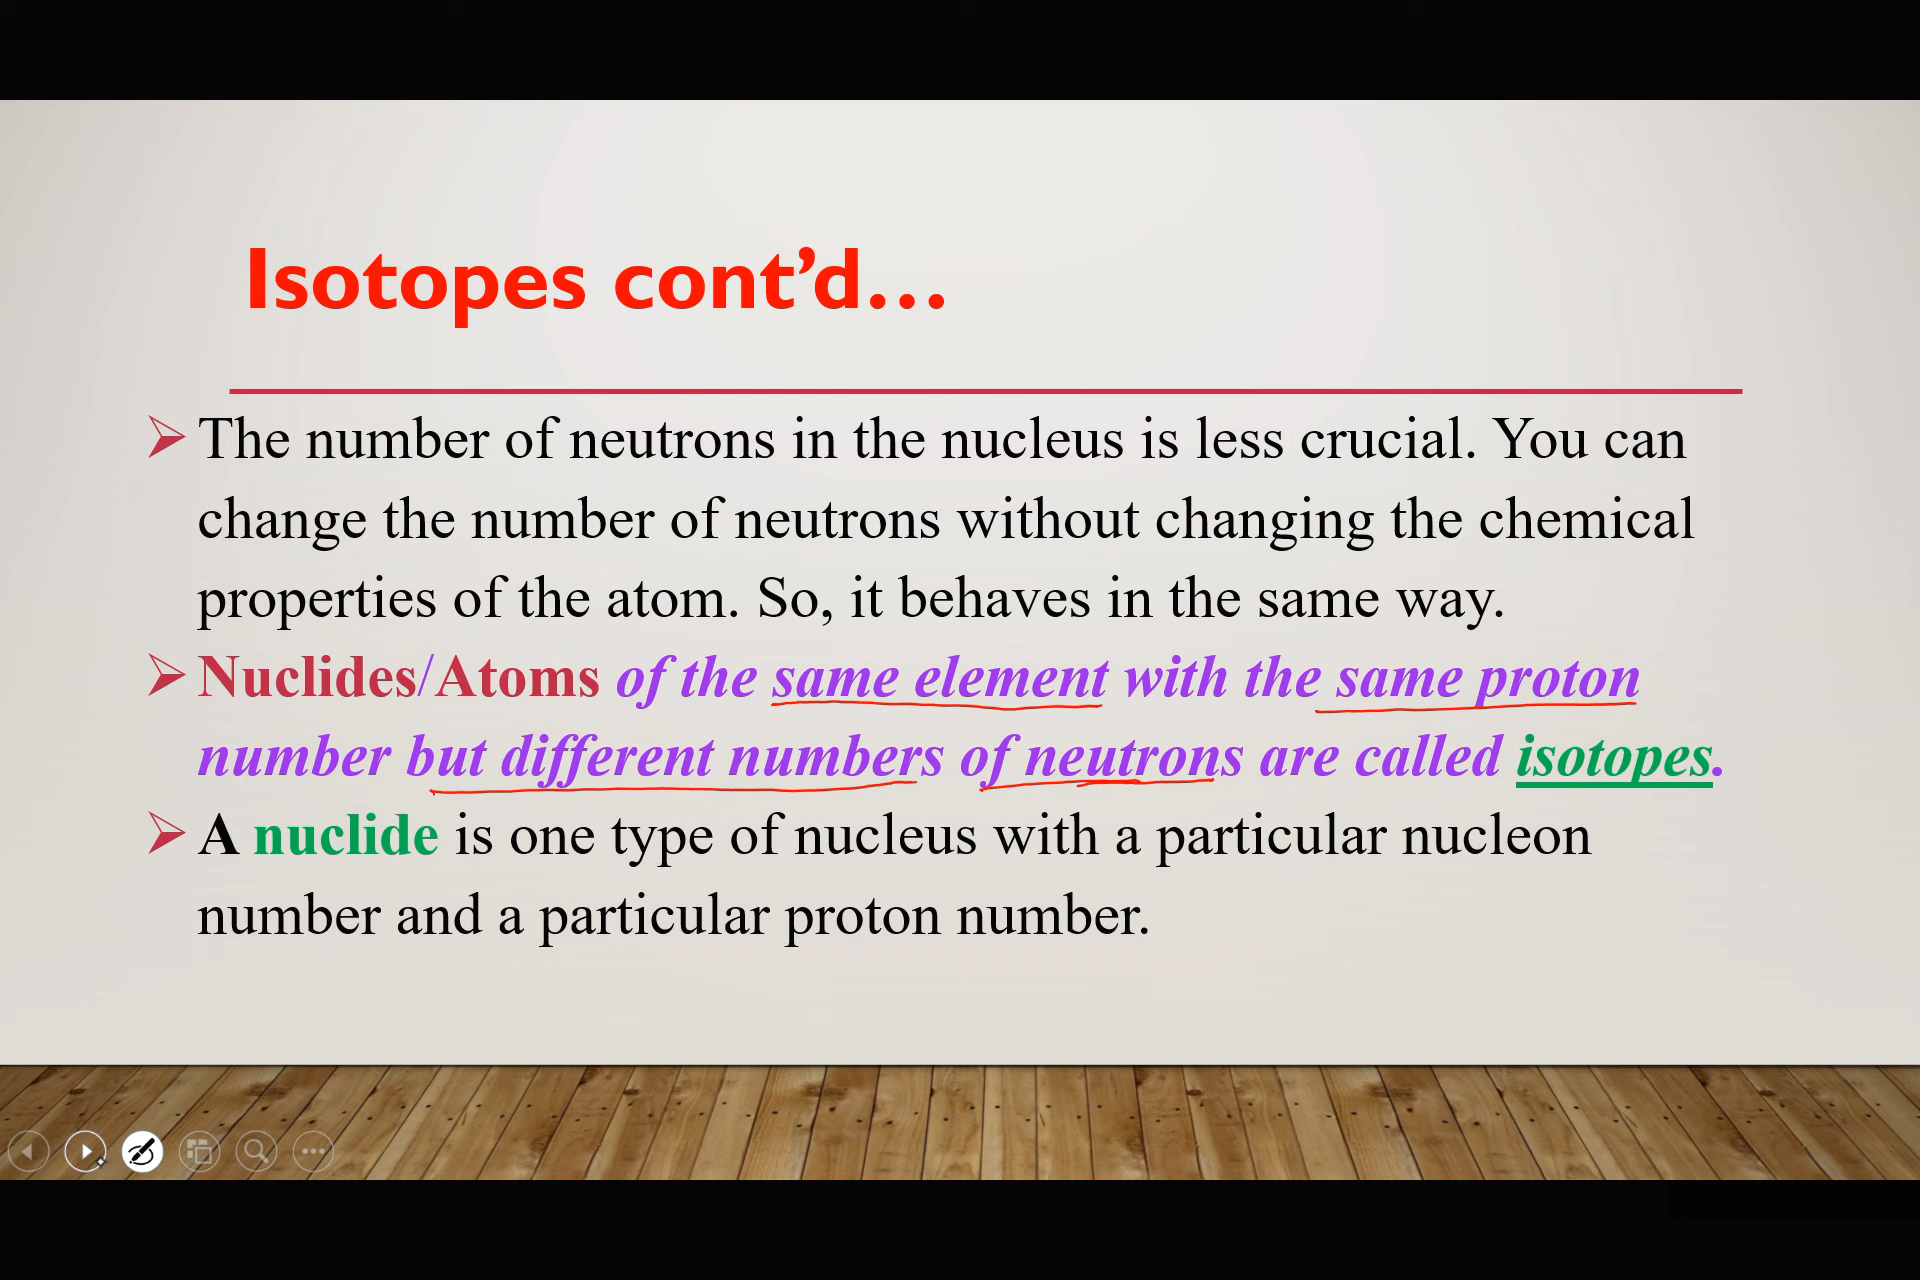 Isotopes cont’d…
The number of neutrons in the nucleus is less crucial. You can
change the number of neutrons without changing the chemical
properties of the atom. So, it behaves in the same way.
Nuclides/Atoms of the same element with the same proton
number but different numbers of neutrons are called isotopes.
A nuclide is one type of nucleus with a particular nucleon
number and a particular proton number.